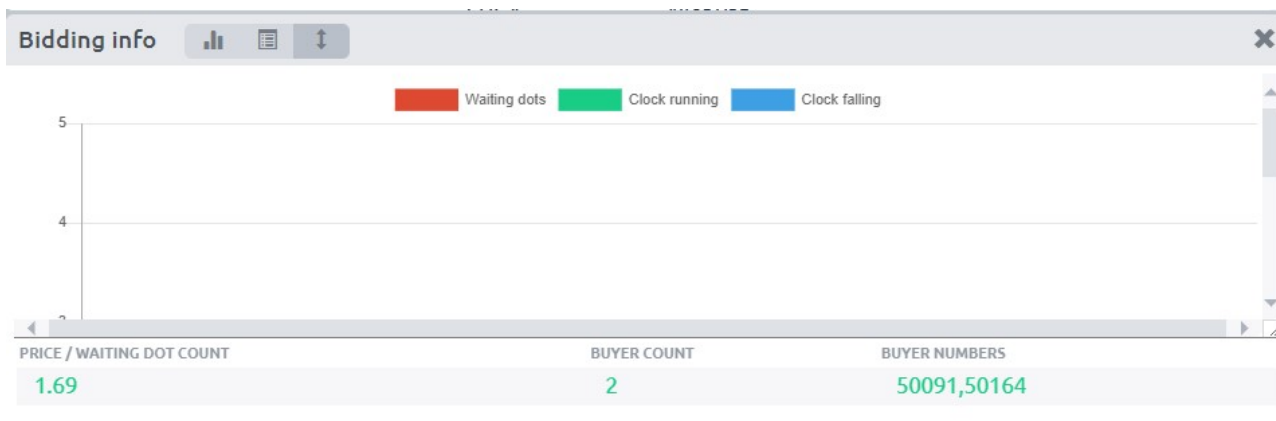 Bidding info
Waiting dots Clock running Clock falling
5
4
PRICE / WAITING DOT COUNT BUYER COUNT BUYER NUMBERS
1.69 2 50091,50164